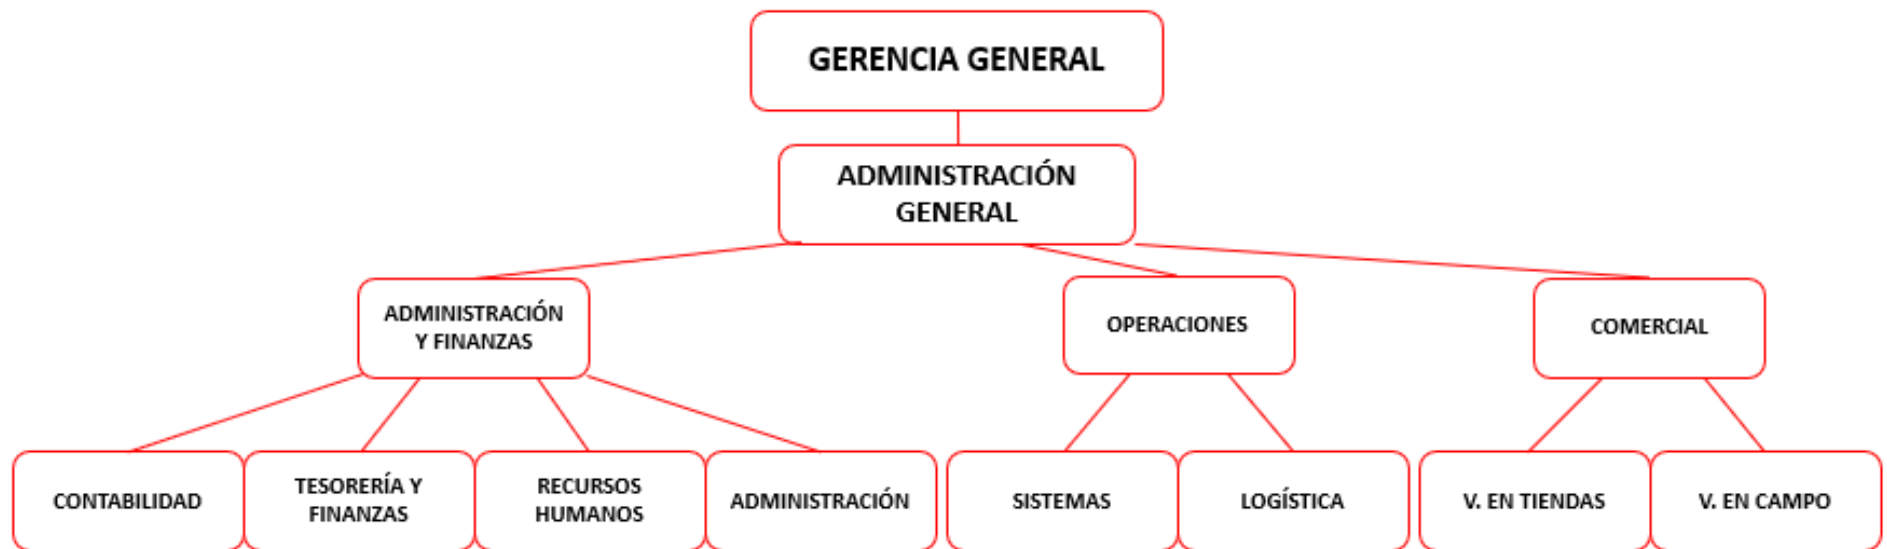 GERENCIA GENERAL
ADMINISTRACIÓN
GENERAL
ADMINISTRACIÓN
Y FINANZAS
OPERACIONES
COMERCIAL
CONTABILIDAD
TESORERÍA Y
FINANZAS
RECURSOS
HUMANOS
ADMINISTRACIÓN
SISTEMAS
LOGÍSTICA
V. EN TIENDAS
V. EN CAMPO